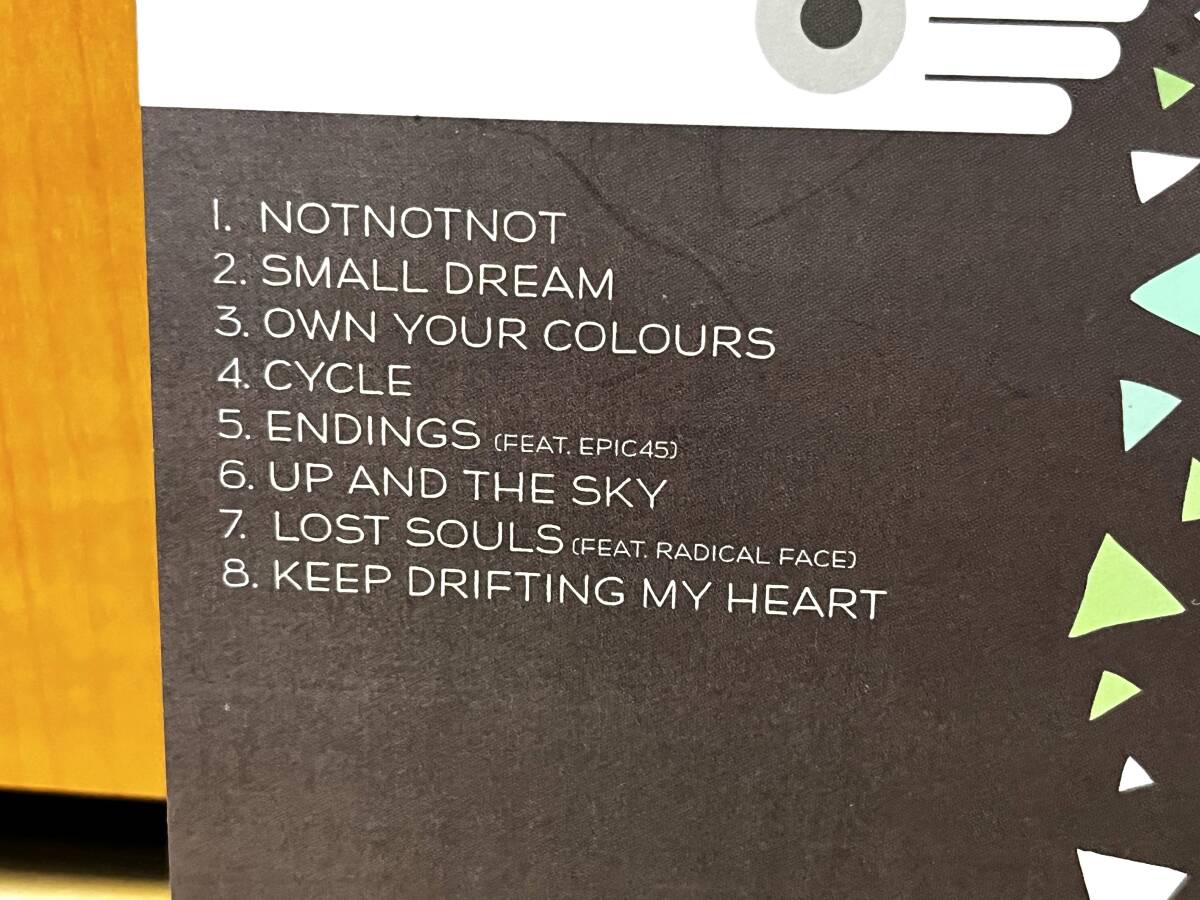 1. NOTNOTNOT
2. SMALL DREAM
3. OWN YOUR COLOURS
4. CYCLE
5. ENDINGS (FEAT. EPIC45)
6. UP AND THE SKY
7. LOST SOULS (FEAT. RADICAL FACE)
8. KEEP DRIFTING MY HEART